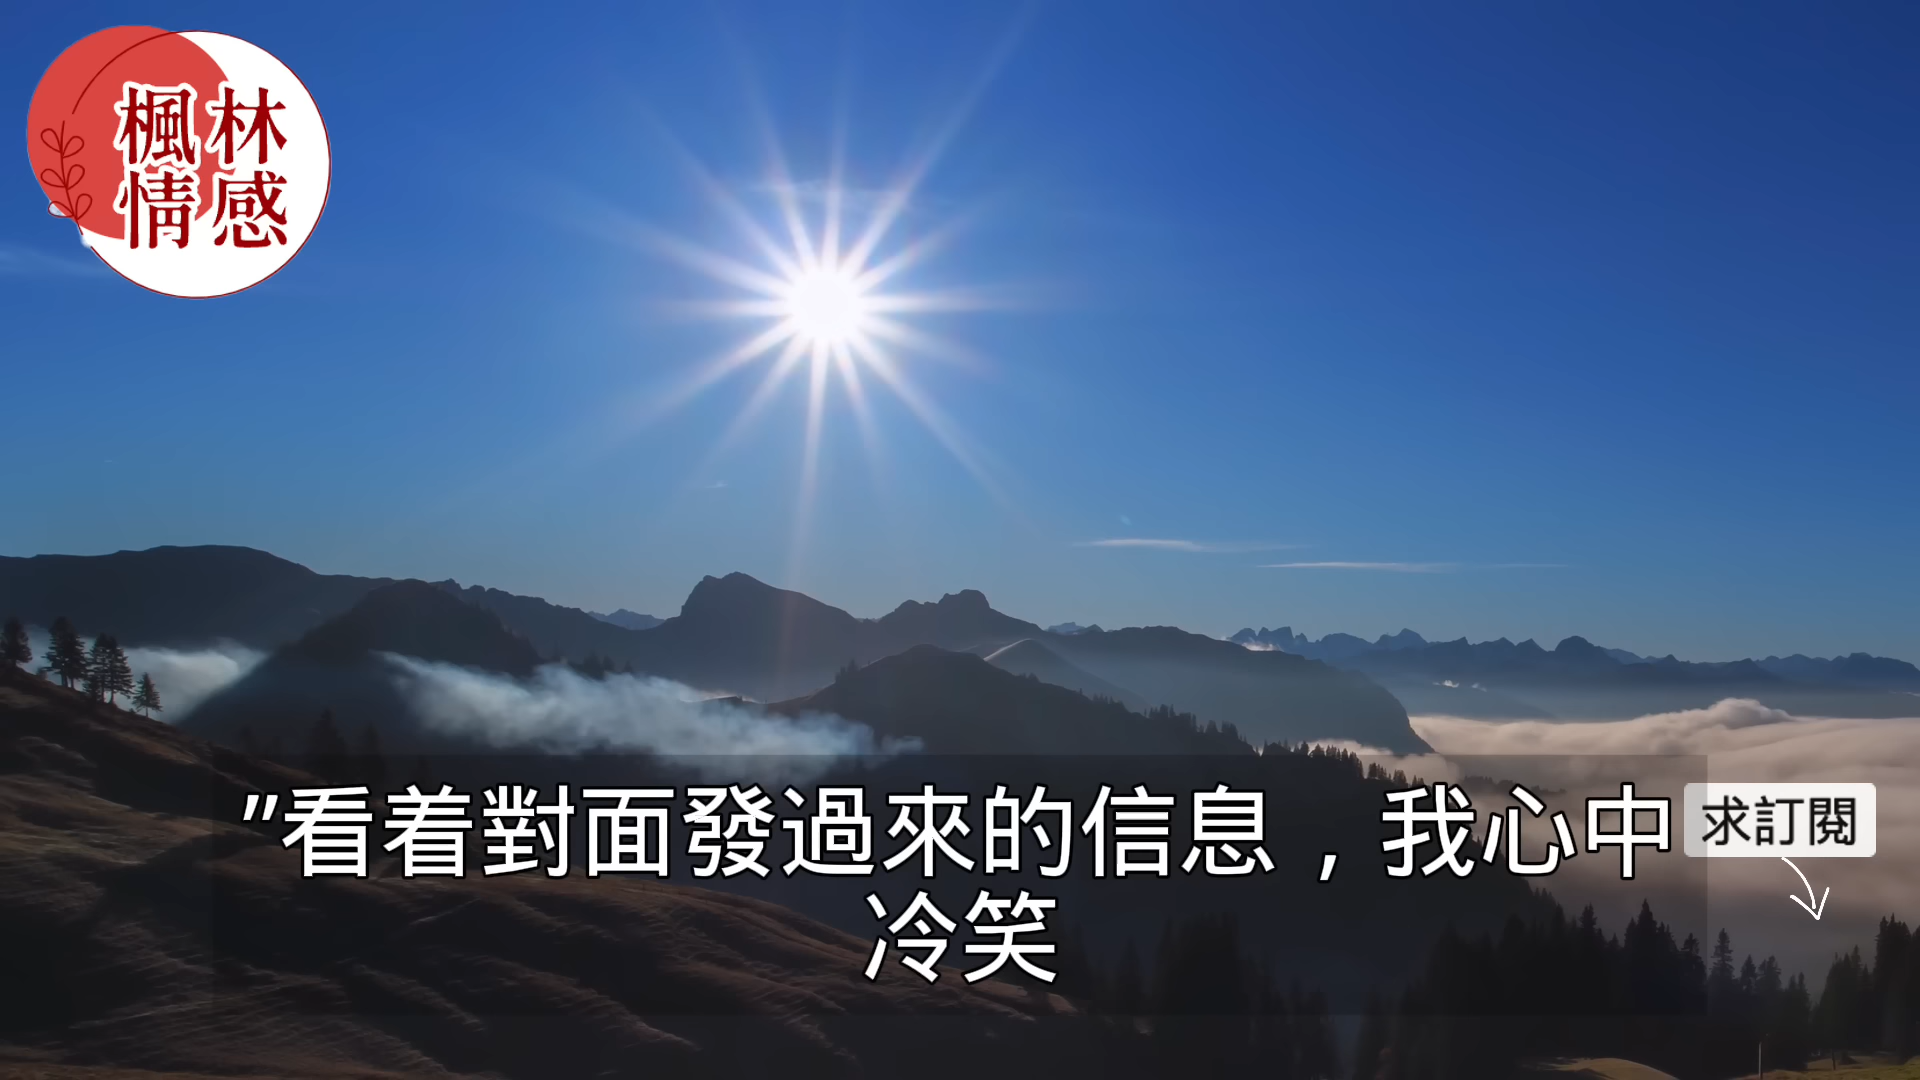 楓林
情感
"看着對面發過來的信息，我心中
冷笑
求訂閱